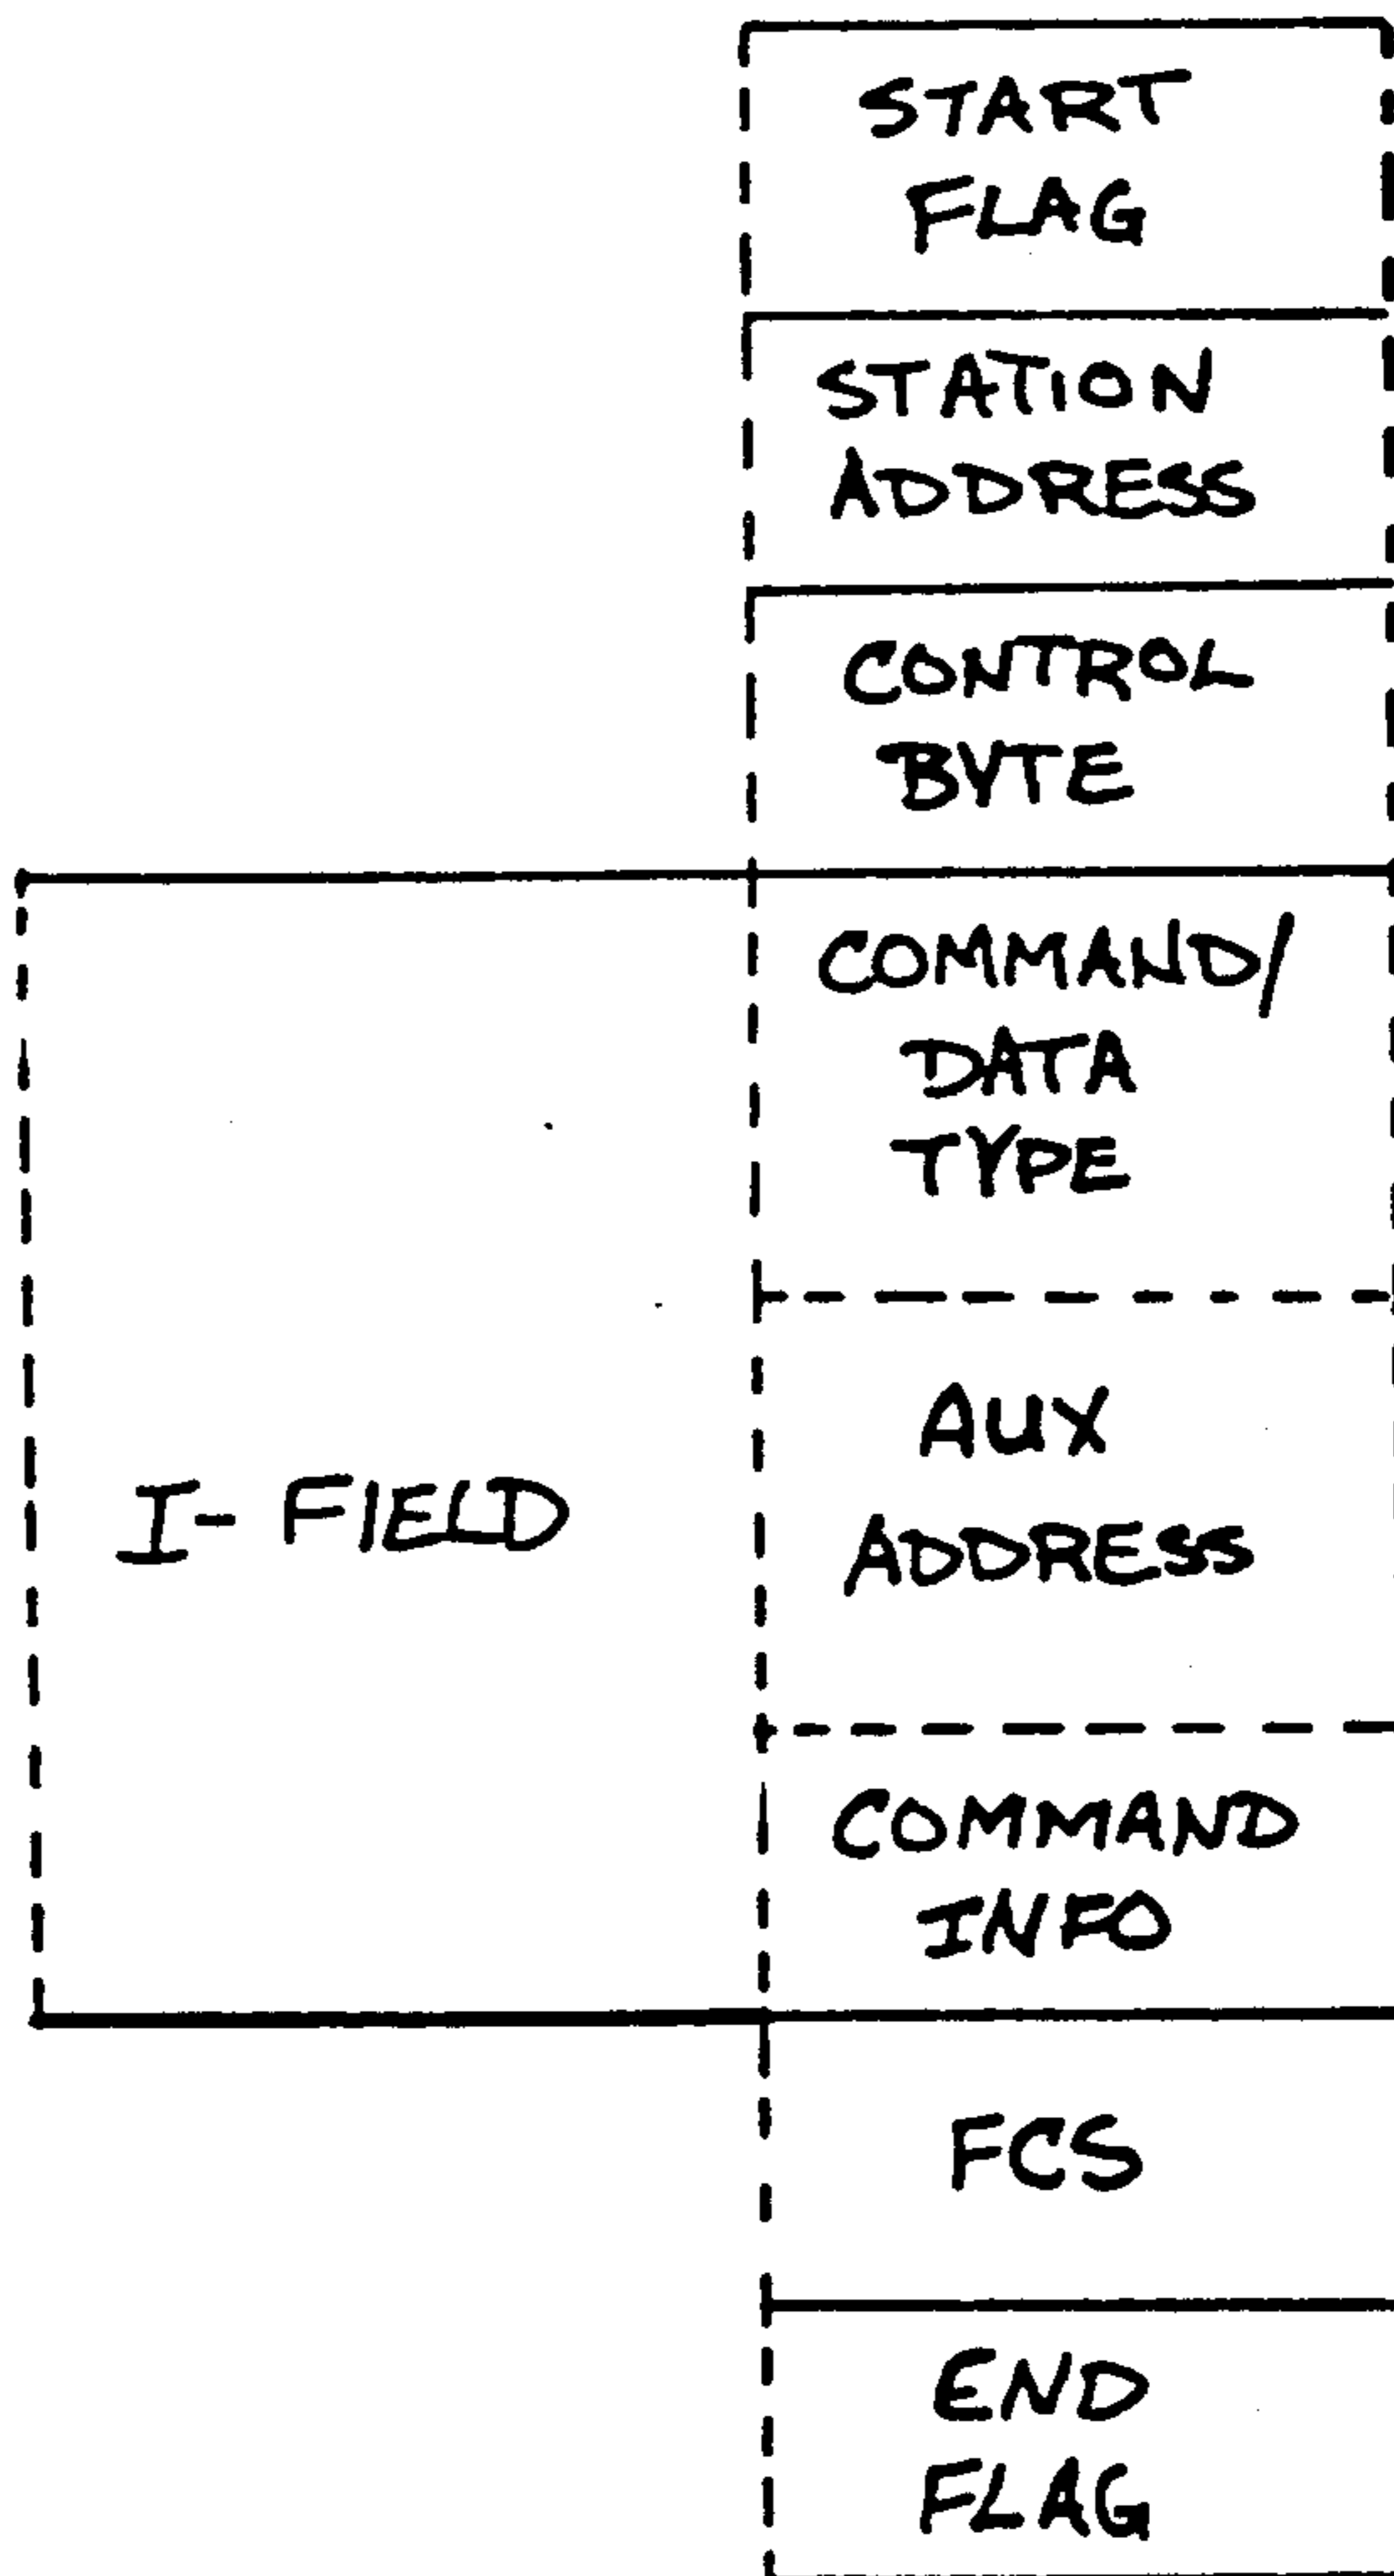 START
FLAG
STATION
ADDRESS
CONTROL
BYTE
COMMAND/
DATA
TYPE
AUX
I- FIELD
ADDRESS
COMMAND
INFO
FCS
END
FLAG